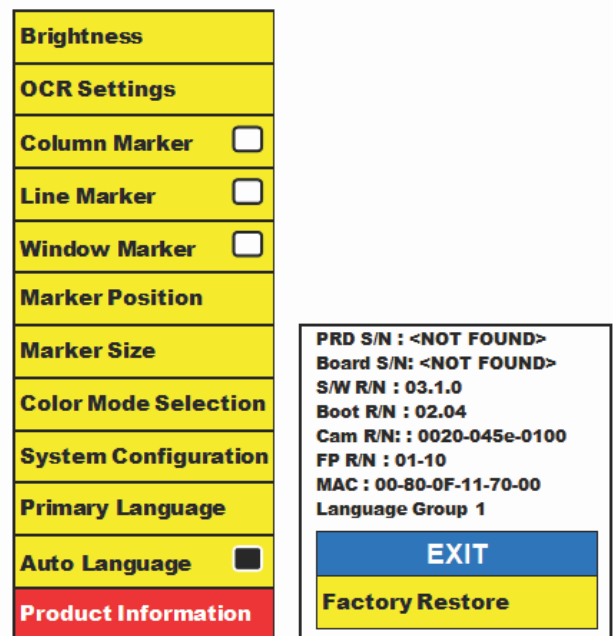 Brightness
OCR Settings
Column Marker
Line Marker
Window Marker
Marker Position
Marker Size
Color Mode Selection
System Configuration
Primary Language
Auto Language
Product Information
PRD S/N : <NOT FOUND>
Board S/N: <NOT FOUND>
S/W R/N : 03.1.0
Boot R/N : 02.04
Cam R/N: : 0020-045e-0100
FP R/N : 01-10
MAC : 00-80-0F-11-70-00
Language Group 1
EXIT
Factory Restore